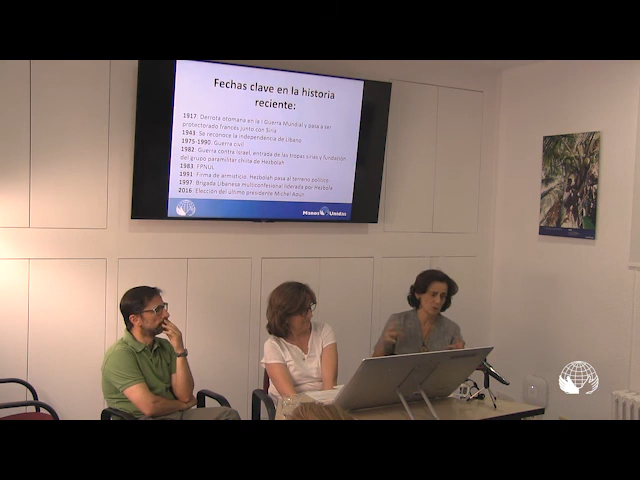 Fechas clave en la historia
reciente:
1917: Derrota otomana en la I Guerra Mundial y pasa a ser
protectorado francés junto con Siria
1943: Se reconoce la independencia de Líbano
1975-1990: Guerra civil
1982: Guerra contra Israel, entrada de las tropas sirias y fundación
del grupo paramilitar chiíta de Hezbolah
1983: FPNUL
1991: Firma de armisticio. Hezbolah pasa al terreno político
1997: Brigada Libanesa multiconfesional liderada por Hezbola
2016: Elección del último presidente Michel Aoun
Manos Unidas